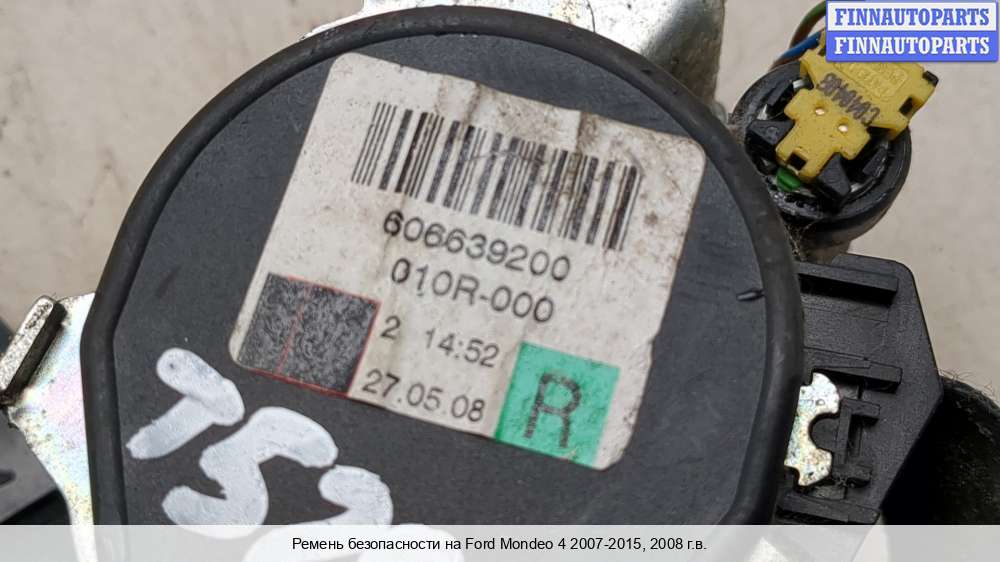 FINNAUTOPARTS
FINNAUTOPARTS
606639200
010R-000
2 14:52
27.05.08
R
Ремень безопасности на Ford Mondeo 4 2007-2015, 2008 г.в.